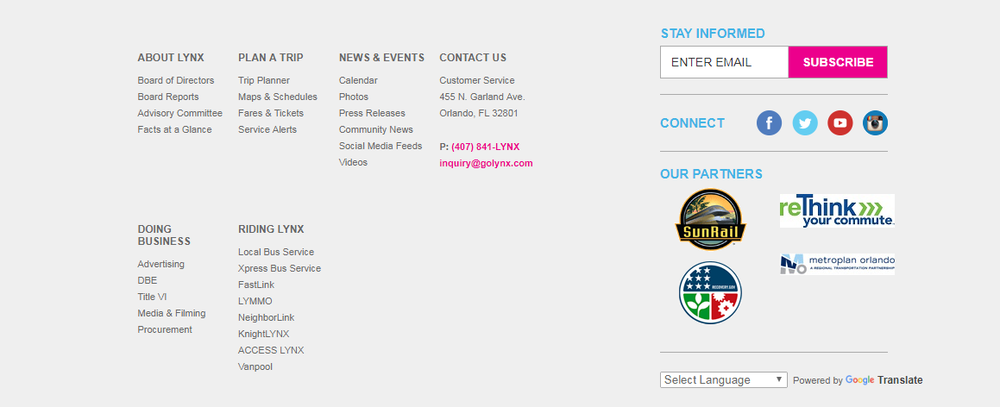 ABOUT LYNX
Board of Directors
Board Reports
Advisory Committee
Facts at a Glance
PLAN A TRIP
Trip Planner
Maps & Schedules
Fares & Tickets
Service Alerts
NEWS & EVENTS
Calendar
Photos
Press Releases
Community News
Social Media Feeds
Videos
CONTACT US
Customer Service
455 N. Garland Ave.
Orlando, FL 32801
P: (407) 841-LYNX
inquiry@golynx.com
DOING
BUSINESS
Advertising
DBE
Title VI
Media & Filming
Procurement
RIDING LYNX
Local Bus Service
Xpress Bus Service
FastLink
LYMMO
NeighborLink
KnightLYNX
ACCESS LYNX
Vanpool
STAY INFORMED
ENTER EMAIL SUBSCRIBE
CONNECT
OUR PARTNERS
SunRail
reThink
your commute.
metroplan orlando
A REGIONAL TRANSPORTATION PARTNERSHIP
RECOVERY.GOV
Select Language Powered by Google Translate